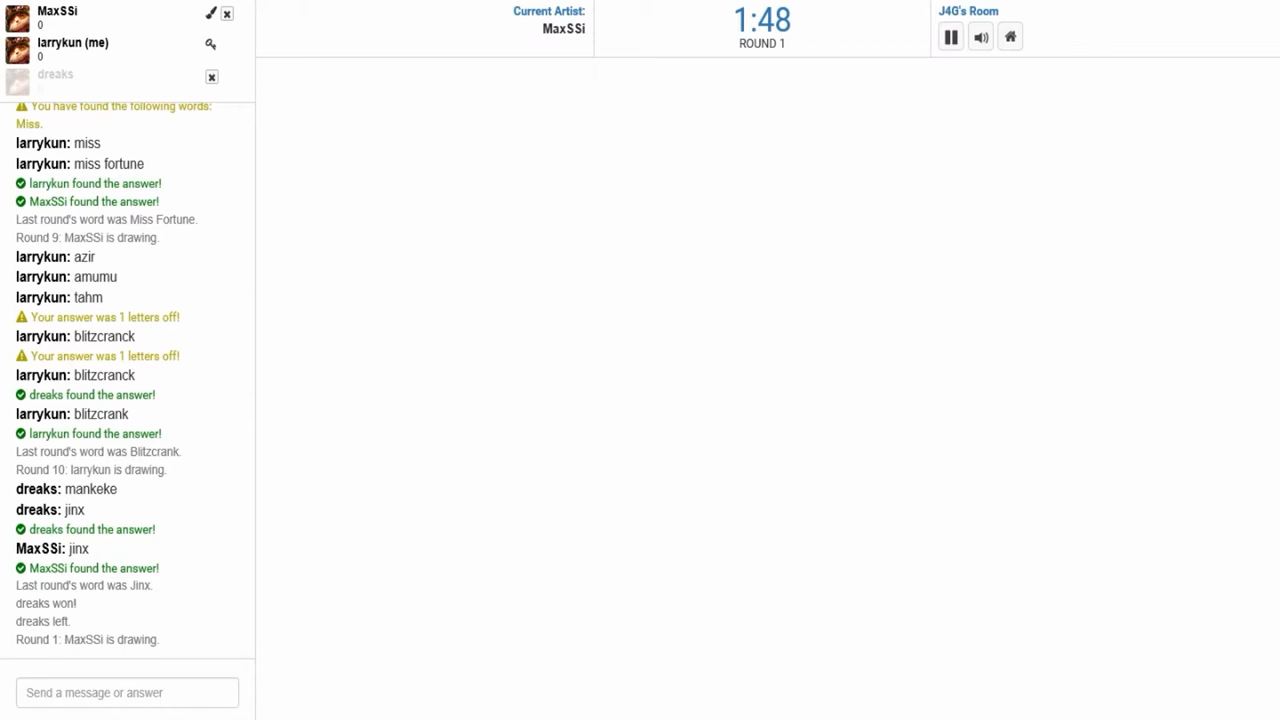 MaxSSi
0
larrykun (me)
0
dreaks
Current Artist:
MaxSSi
1:48
ROUND 1
J4G's Room
You have found the following words:
Miss.
larrykun: miss
larrykun: miss fortune
larrykun found the answer!
MaxSSi found the answer!
Last round's word was Miss Fortune.
Round 9: MaxSSi is drawing.
larrykun: azir
larrykun: amumu
larrykun: tahm
Your answer was 1 letters off!
larrykun: blitzcranck
Your answer was 1 letters off!
larrykun: blitzcranck
dreaks found the answer!
larrykun: blitzcrank
larrykun found the answer!
Last round's word was Blitzcrank.
Round 10: larrykun is drawing.
dreaks: mankeke
dreaks: jinx
dreaks found the answer!
MaxSSi: jinx
MaxSSi found the answer!
Last round's word was Jinx.
dreaks won!
dreaks left.
Round 1: MaxSSi is drawing.
Send a message or answer